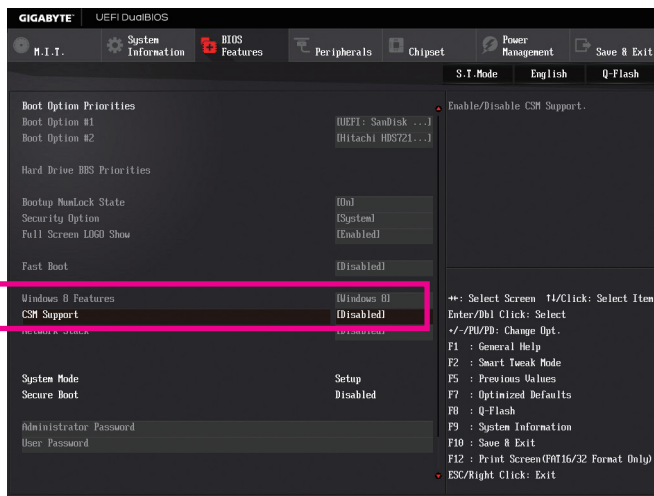 GIGABYTE™ UEFI DualBIOS
M.I.T. System Information BIOS Features Peripherals Chipset Power Management Save & Exit
S.T.Mode English Q-Flash
Boot Option Priorities
Boot Option #1 [UEFI: SanDisk ...]
Boot Option #2 [Hitachi HDS721...]
Hard Drive BBS Priorities
Bootup NumLock State [On]
Security Option [System]
Full Screen LOGO Show [Enabled]
Fast Boot [Disabled]
Windows 8 Features [Windows 8]
CSM Support [Disabled]
Network Stack [Disabled]
System Mode Setup
Secure Boot Disabled
Administrator Password
User Password
Enable/Disable CSM Support.
→←: Select Screen ↑↓/Click: Select Item
Enter/Dbl Click: Select
+/-/PU/PD: Change Opt.
F1 : General Help
F2 : Smart Tweak Mode
F5 : Previous Values
F7 : Optimized Defaults
F8 : Q-Flash
F9 : System Information
F10 : Save & Exit
F12 : Print Screen(FAT16/32 Format Only)
ESC/Right Click: Exit